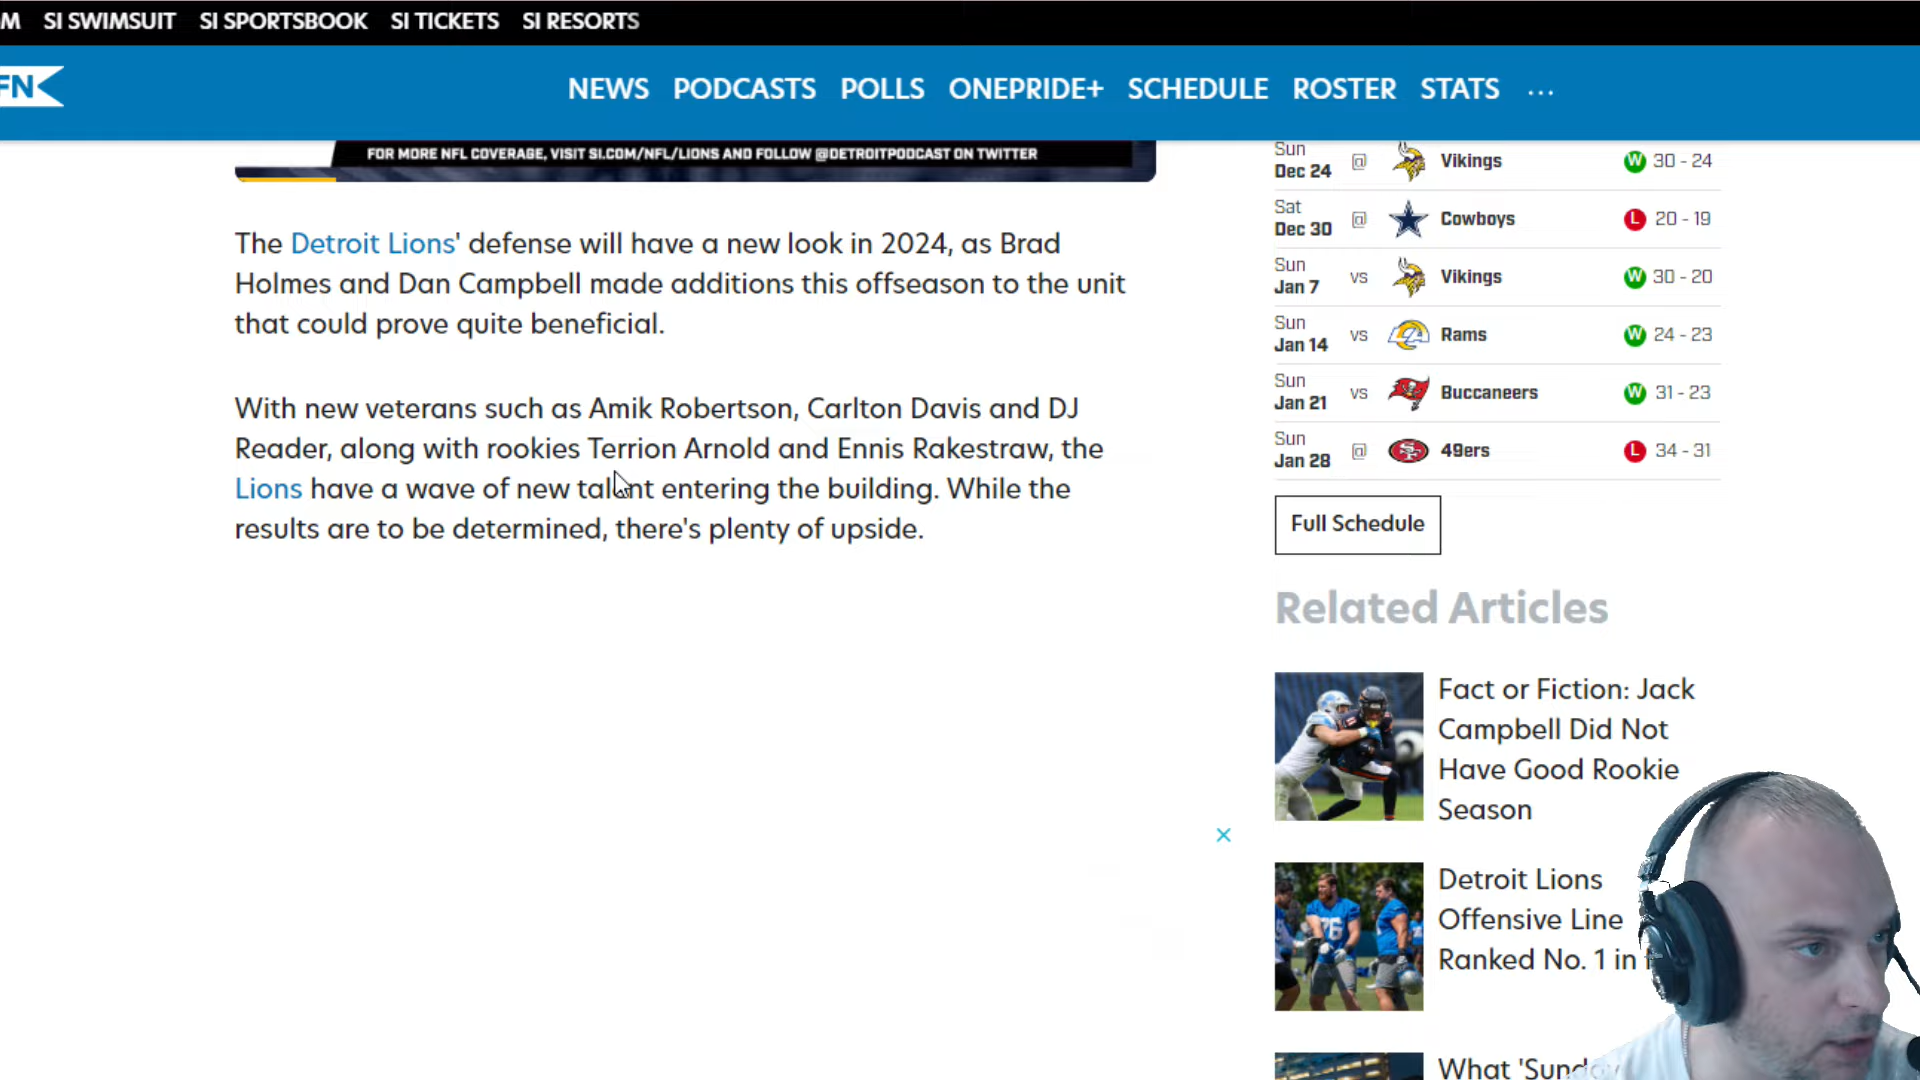 M SI SWIMSUIT SI SPORTSBOOK SI TICKETS SI RESORTS
FN NEWS PODCASTS POLLS ONEPRIDE+ SCHEDULE ROSTER STATS ...
FOR MORE NFL COVERAGE, VISIT SI.COM/NFL/LIONS AND FOLLOW @DETROITPODCAST ON TWITTER
The Detroit Lions' defense will have a new look in 2024, as Brad
Holmes and Dan Campbell made additions this offseason to the unit
that could prove quite beneficial.
With new veterans such as Amik Robertson, Carlton Davis and DJ
Reader, along with rookies Terrion Arnold and Ennis Rakestraw, the
Lions have a wave of new talent entering the building. While the
results are to be determined, there's plenty of upside.
Sun
Dec 24 @ Vikings W 30 - 24
Sat
Dec 30 @ Cowboys L 20 - 19
Sun
Jan 7 vs Vikings W 30 - 20
Sun
Jan 14 vs Rams W 24 - 23
Sun
Jan 21 vs Buccaneers W 31 - 23
Sun
Jan 28 @ 49ers L 34 - 31
Full Schedule
Related Articles
Fact or Fiction: Jack
Campbell Did Not
Have Good Rookie
Season
Detroit Lions
Offensive Line
Ranked No. 1 in
What 'Sunday